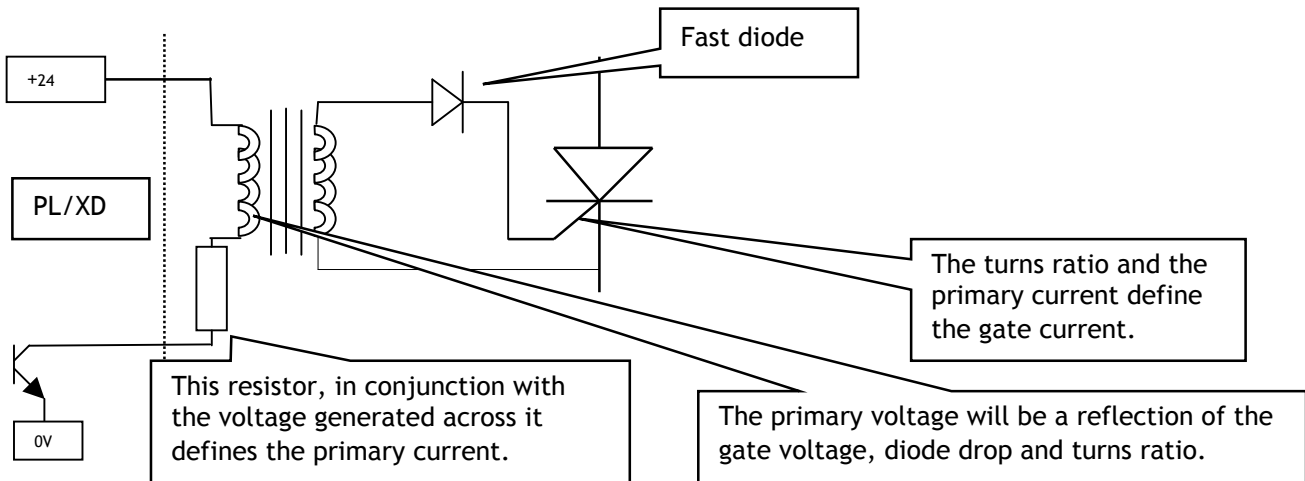 Fast diode
+24
PL/XD
The turns ratio and the
primary current define
the gate current.
This resistor, in conjunction with
the voltage generated across it
defines the primary current.
The primary voltage will be a reflection of the
gate voltage, diode drop and turns ratio.
0V